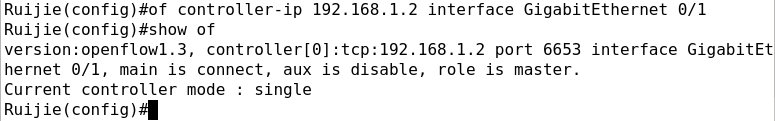 Ruijie(config)#of controller-ip 192.168.1.2 interface GigabitEthernet 0/1
Ruijie(config)#show of
version:openflow1.3, controller[0]:tcp:192.168.1.2 port 6653 interface GigabitEt
hernet 0/1, main is connect, aux is disable, role is master.
Current controller mode : single
Ruijie(config)#